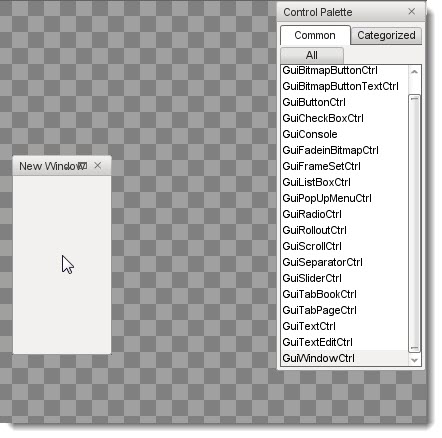 Control Palette
Common
Categorized
All
GuiBitmapButtonCtrl
GuiBitmapButtonTextCtrl
GuiButtonCtrl
GuiCheckBoxCtrl
GuiConsole
GuiFadeinBitmapCtrl
GuiFrameSetCtrl
GuiListBoxCtrl
GuiPopUpMenuCtrl
GuiRadioCtrl
GuiRolloutCtrl
GuiScrollCtrl
GuiSeparatorCtrl
GuiSliderCtrl
GuiTabBookCtrl
GuiTabPageCtrl
GuiTextCtrl
GuiTextEditCtrl
GuiWindowCtrl
New Window